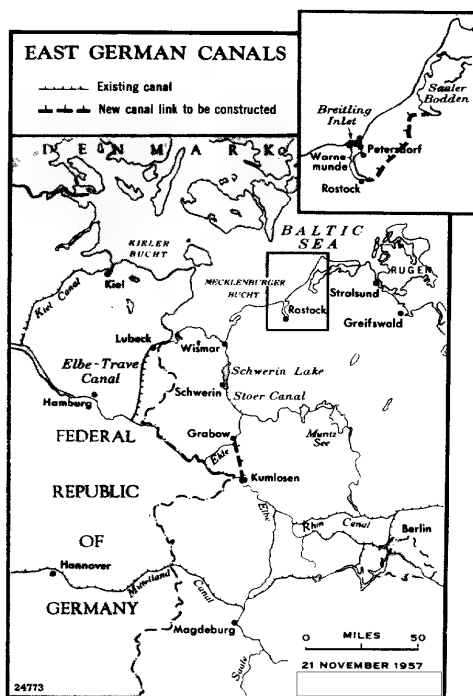 EAST GERMAN CANALS
Existing canal
New canal link to be constructed
Saaler
Bodden
Breitling
Inlet
Petersdorf
Warne-
munde
Rostock
DENMARK
KIELER
BUCHT
Kiel
Kiel Canal
BALTIC
SEA
MECKLENBURGER
BUCHT
RUGEN
Stralsund
Rostock
Greifswald
Lubeck
Wismar
Elbe-Trave
Canal
Schwerin Lake
Schwerin
Stoer Canal
Hamburg
FEDERAL
Grabow
Muritz
See
Elde
REPUBLIC
Kumlosen
Elbe
Rhin Canal
Berlin
OF
Hannover
Mittelland
Canal
GERMANY
Magdeburg
Saale
0 MILES 50
24773
21 NOVEMBER 1957